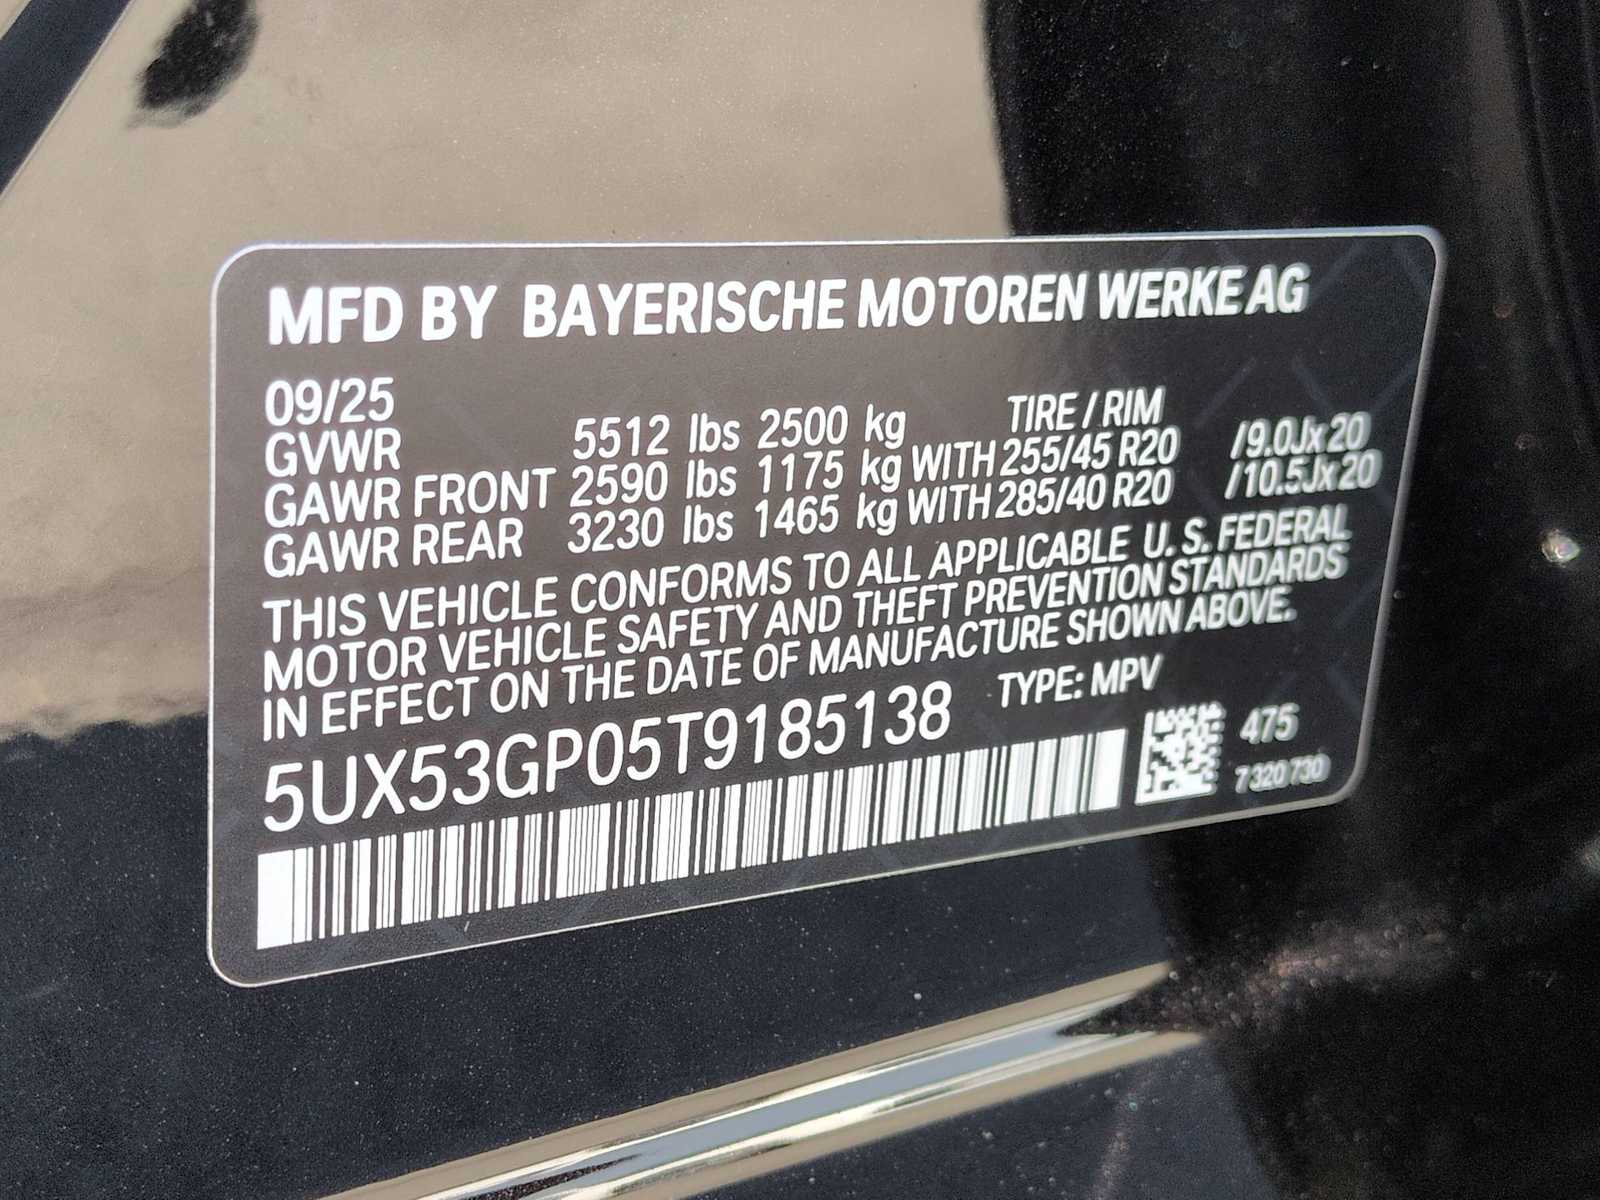 MFD BY BAYERISCHE MOTOREN WERKE AG
09/25
GVWR 5512 lbs 2500 kg TIRE / RIM
GAWR FRONT 2590 lbs 1175 kg WITH 255/45 R20 /9.0Jx20
GAWR REAR 3230 lbs 1465 kg WITH 285/40 R20 /10.5Jx20
THIS VEHICLE CONFORMS TO ALL APPLICABLE U. S. FEDERAL
MOTOR VEHICLE SAFETY AND THEFT PREVENTION STANDARDS
IN EFFECT ON THE DATE OF MANUFACTURE SHOWN ABOVE.
5UX53GP05T9185138 TYPE: MPV
475
7 320 730